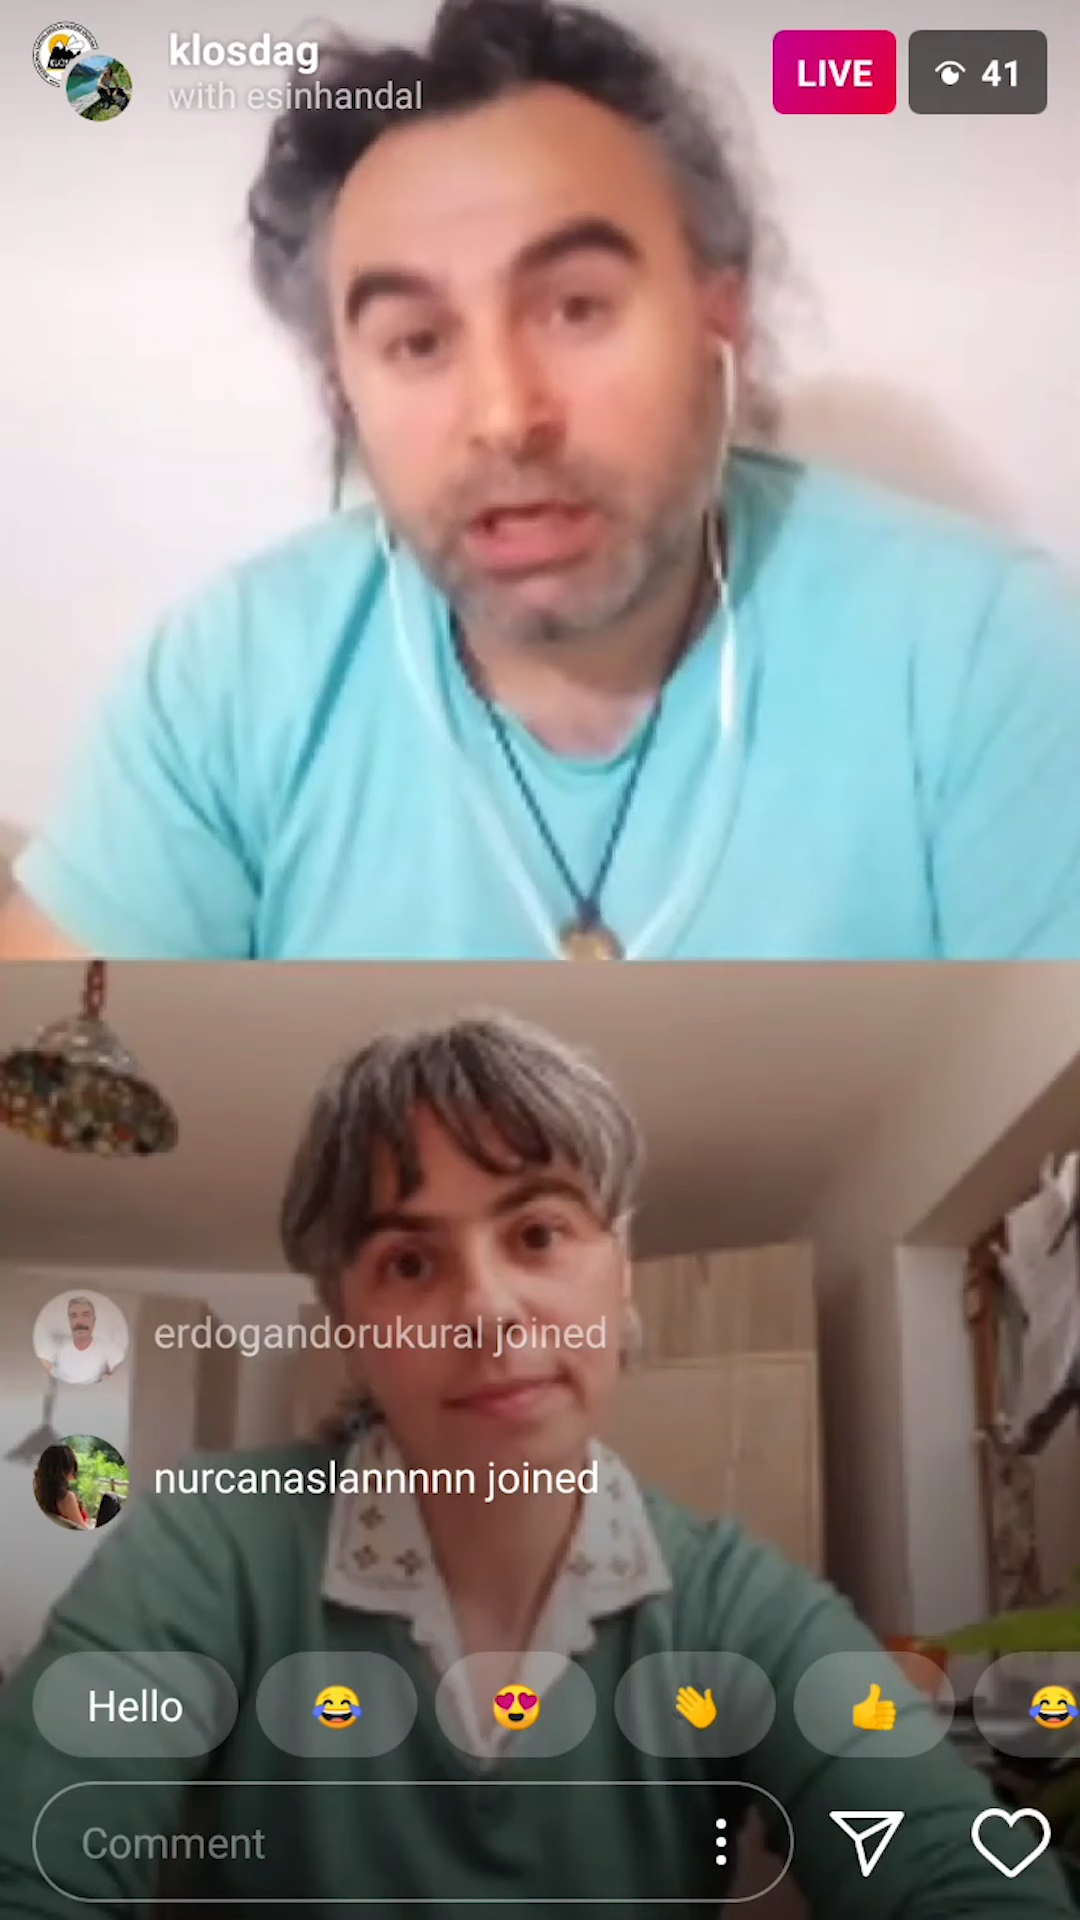 klosdag
with esinhandal
LIVE
41
erdogandorukural joined
nurcanaslannnnn joined
Hello
Comment